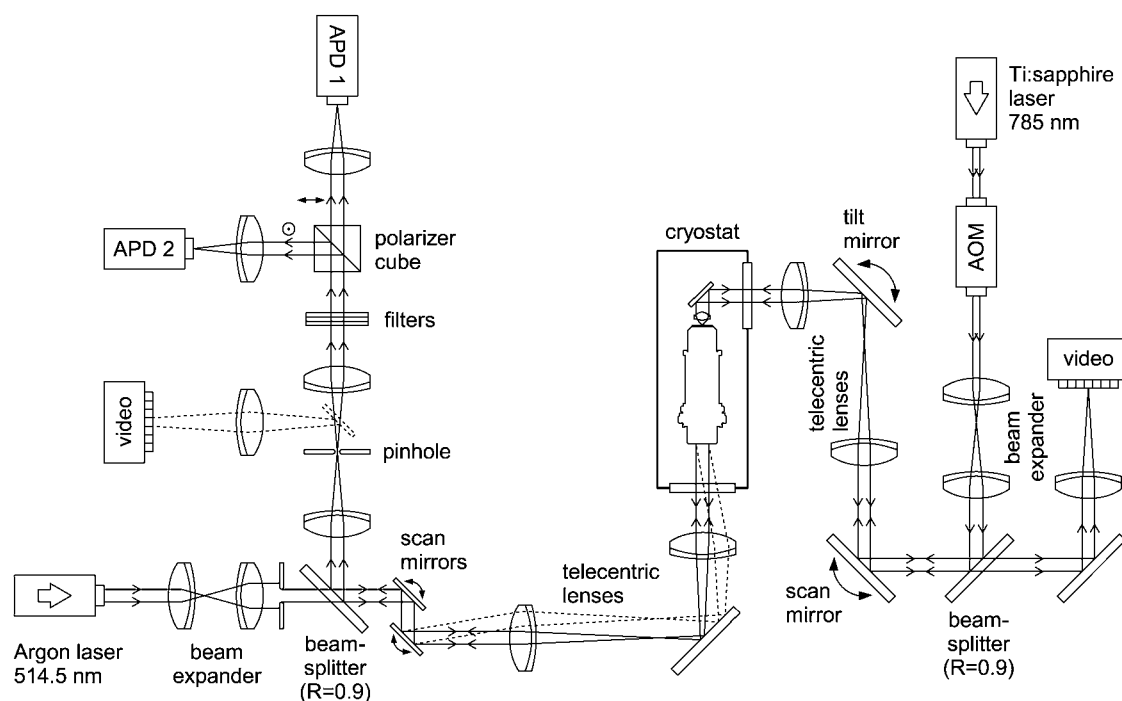 APD 1
Ti:sapphire
laser
785 nm
APD 2
polarizer
cube
cryostat
tilt
mirror
AOM
filters
video
video
telecentric
lenses
beam
expander
pinhole
scan
mirrors
telecentric
lenses
scan
mirror
Argon laser
514.5 nm
beam
expander
beam-
splitter
(R=0.9)
beam-
splitter
(R=0.9)